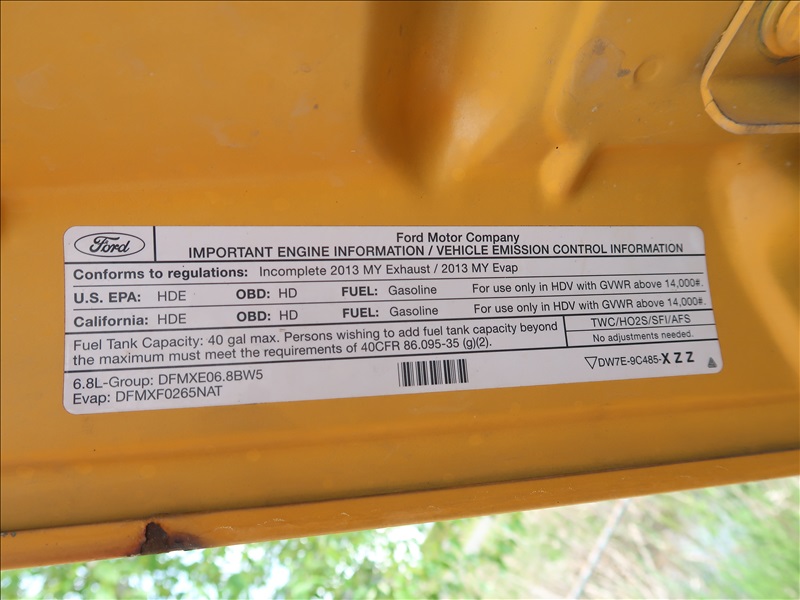 Ford
Ford Motor Company
IMPORTANT ENGINE INFORMATION / VEHICLE EMISSION CONTROL INFORMATION
Conforms to regulations: Incomplete 2013 MY Exhaust / 2013 MY Evap
U.S. EPA: HDE OBD: HD FUEL: Gasoline For use only in HDV with GVWR above 14,000#.
California: HDE OBD: HD FUEL: Gasoline For use only in HDV with GVWR above 14,000#.
Fuel Tank Capacity: 40 gal max. Persons wishing to add fuel tank capacity beyond
the maximum must meet the requirements of 40CFR 86.095-35 (g)(2).
TWC/HO2S/SFI/AFS
No adjustments needed.
6.8L-Group: DFMXE06.8BW5
Evap: DFMXF0265NAT
DW7E-9C485-XZZ